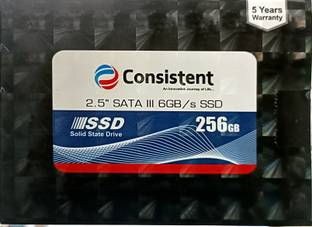 5 Years
Warranty
Consistent
An Innovative Journey of Life...
2.5" SATA III 6GB/s SSD
SSD
256GB
Solid State Drive